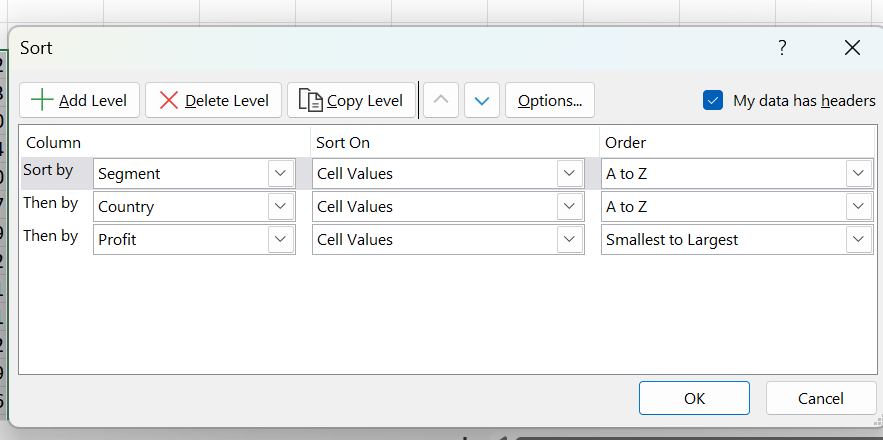 Sort ?
Add Level Delete Level Copy Level Options... My data has headers
Column Sort On Order
Sort by Segment Cell Values A to Z
Then by Country Cell Values A to Z
Then by Profit Cell Values Smallest to Largest
OK Cancel